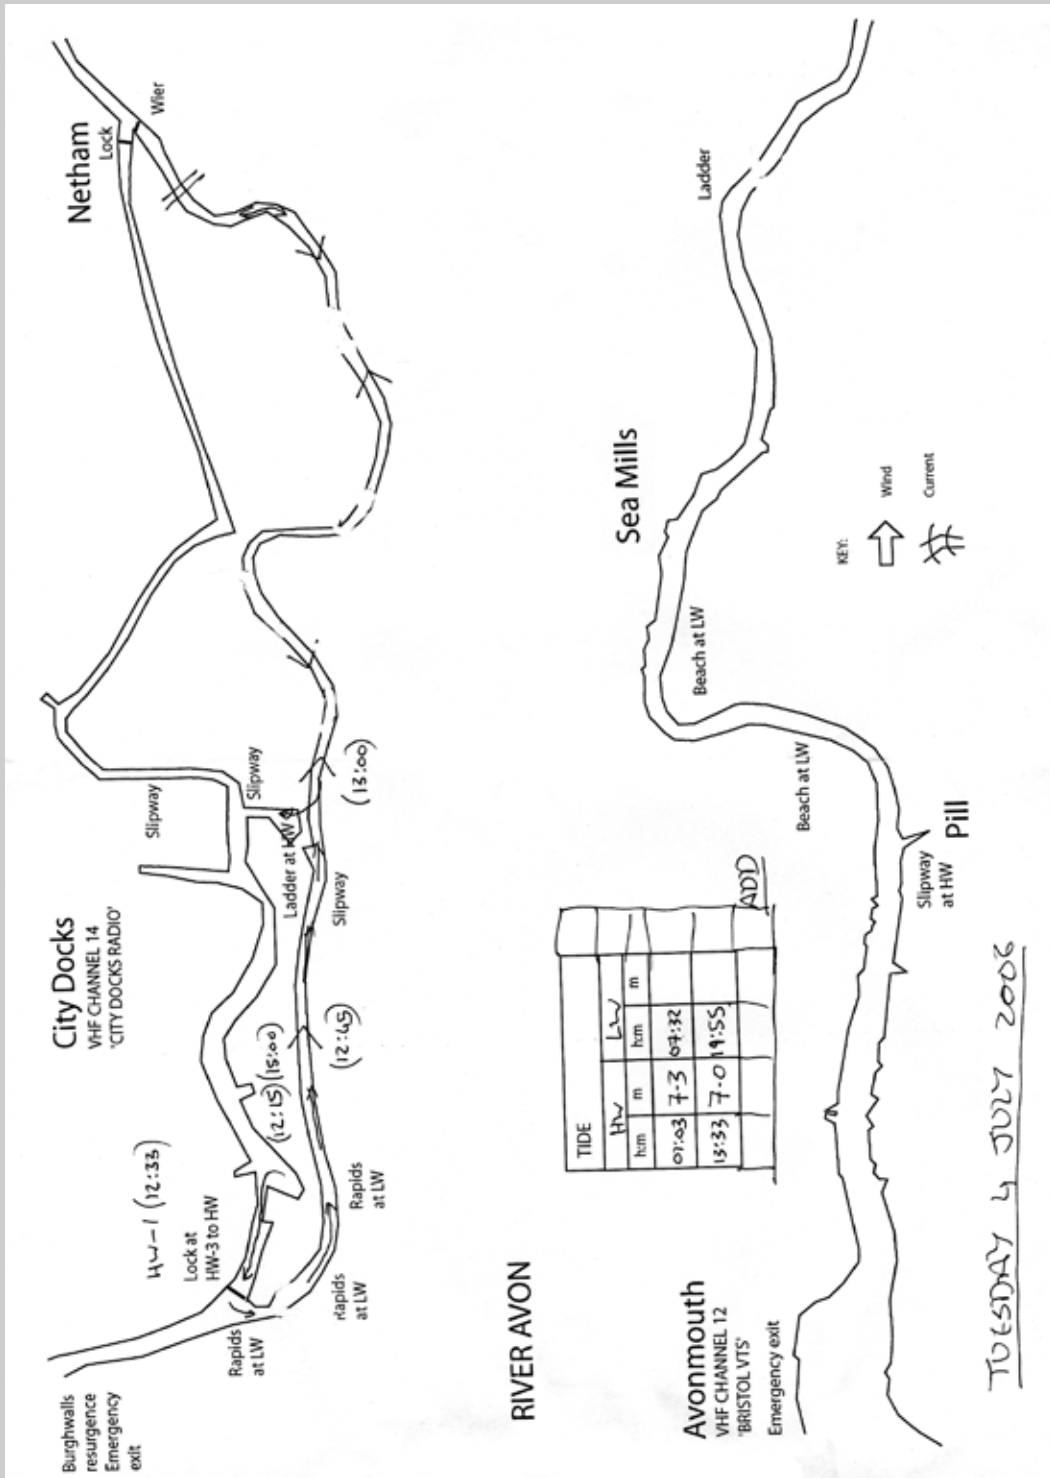 Netham
Lock
Wier
City Docks
VHF CHANNEL 14
'CITY DOCKS RADIO'
Slipway
Slipway
Ladder at HW
Slipway
(13:00)
(12:45)
(12:15) (15:00)
HW-1 (12:33)
Lock at
HW-3 to HW
Rapids
at LW
Rapids
at LW
Rapids
at LW
Burghwalls
resurgence
Emergency
exit
RIVER AVON
Ladder
Sea Mills
Beach at LW
Beach at LW
KEY:
Wind
Current
Pill
Slipway
at HW
TIDE
HW LW
h:m m h:m m
01:03 7-3 07:32
13:33 7-0 19:55
ADD
Avonmouth
VHF CHANNEL 12
'BRISTOL VTS'
Emergency exit
TUESDAY 4 JULY 2006